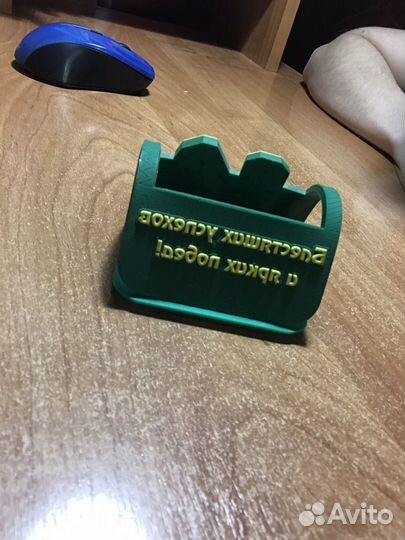 Блестящих успехов
и ярких побед!
Avito